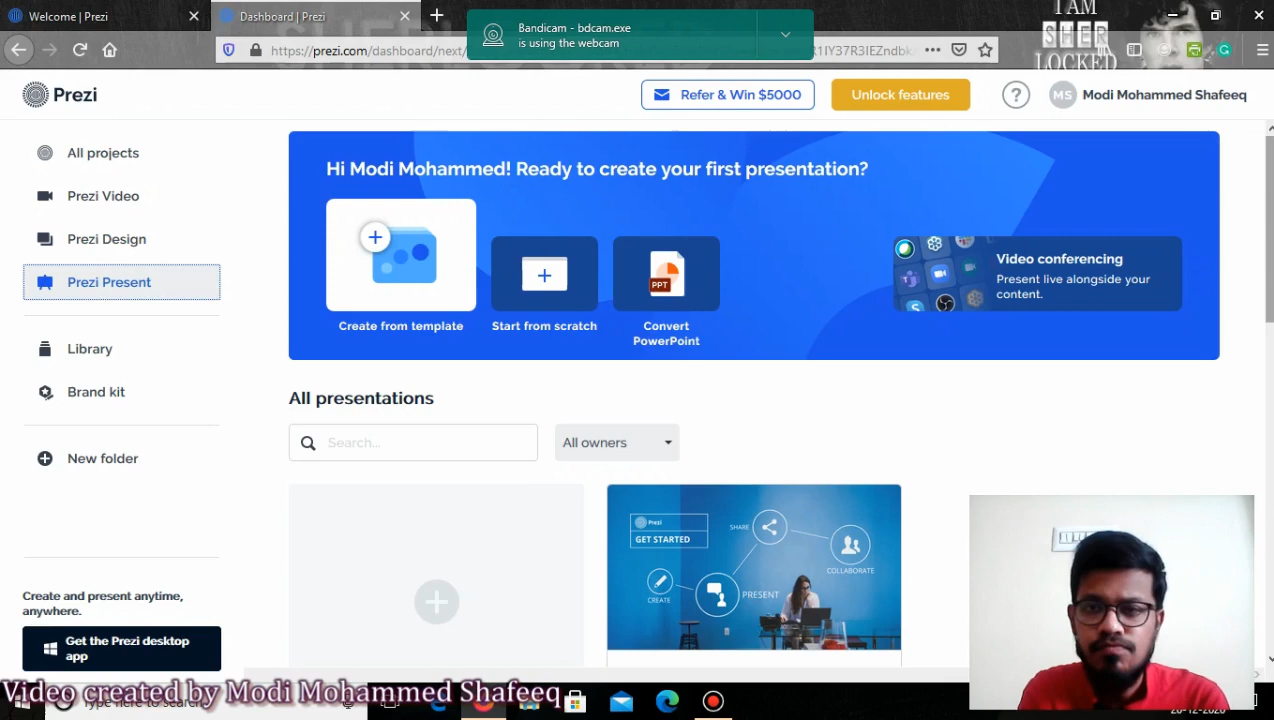 Welcome | Prezi
Dashboard | Prezi
Bandicam - bdcam.exe
is using the webcam
I AM
SHER
LOCKED
https://prezi.com/dashboard/next/
Prezi
Refer & Win $5000
Unlock features
?
MS
Modi Mohammed Shafeeq
All projects
Prezi Video
Prezi Design
Prezi Present
Library
Brand kit
New folder
Create and present anytime,
anywhere.
Get the Prezi desktop
app
Hi Modi Mohammed! Ready to create your first presentation?
Create from template
Start from scratch
PPT
Convert
PowerPoint
Video conferencing
Present live alongside your
content.
All presentations
Search...
All owners
Prezi
GET STARTED
SHARE
COLLABORATE
CREATE
PRESENT
Video created by Modi Mohammed Shafeeq
Type here to search